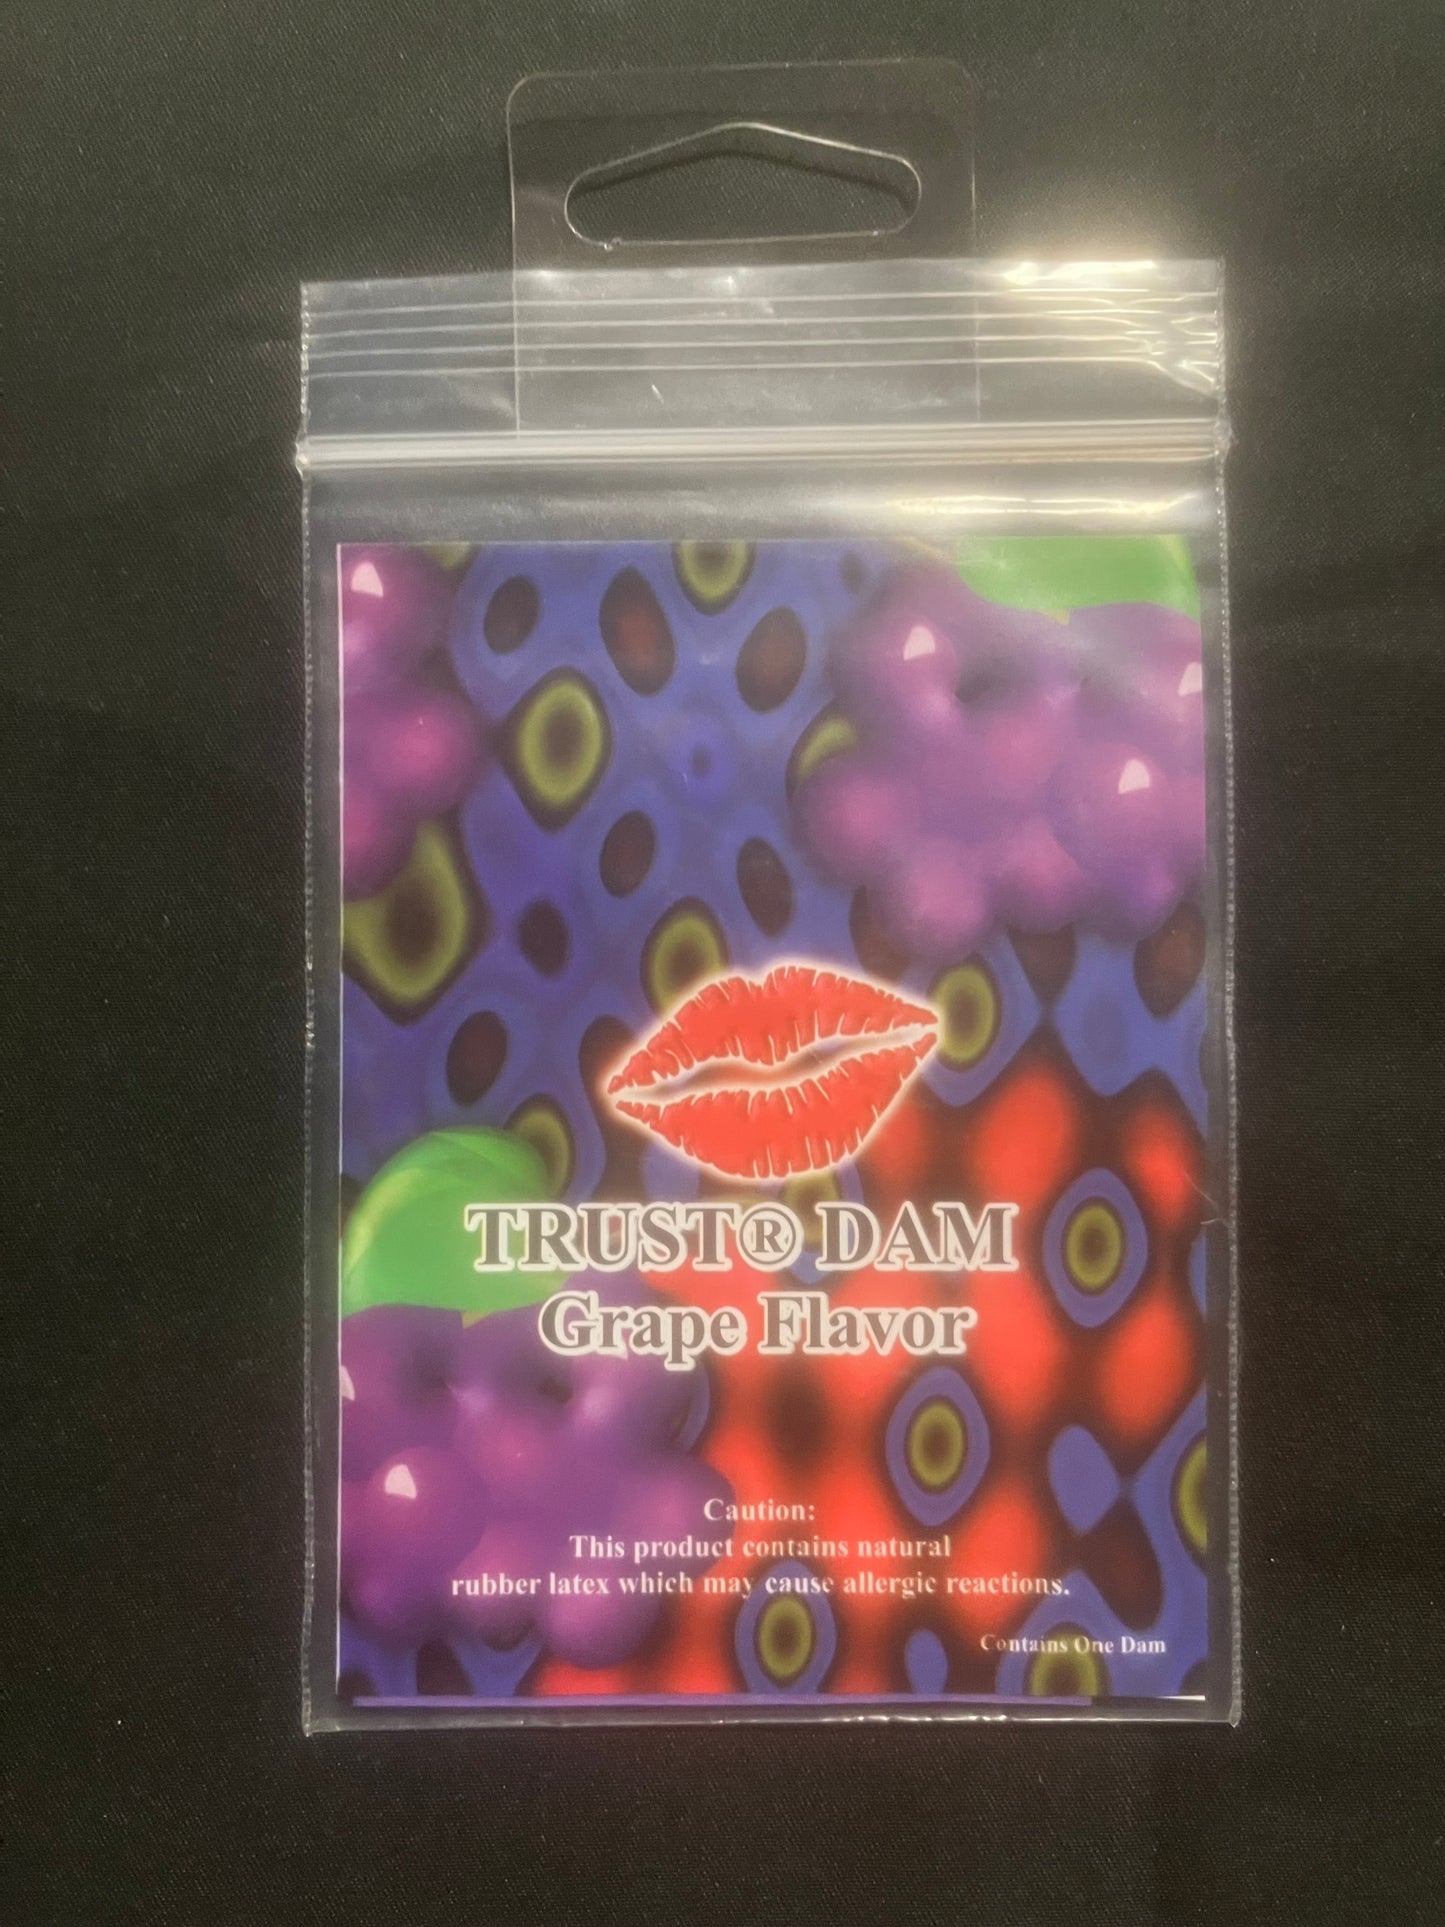 TRUST® DAM
Grape Flavor
Caution:
This product contains natural
rubber latex which may cause allergic reactions.
Contains One Dam